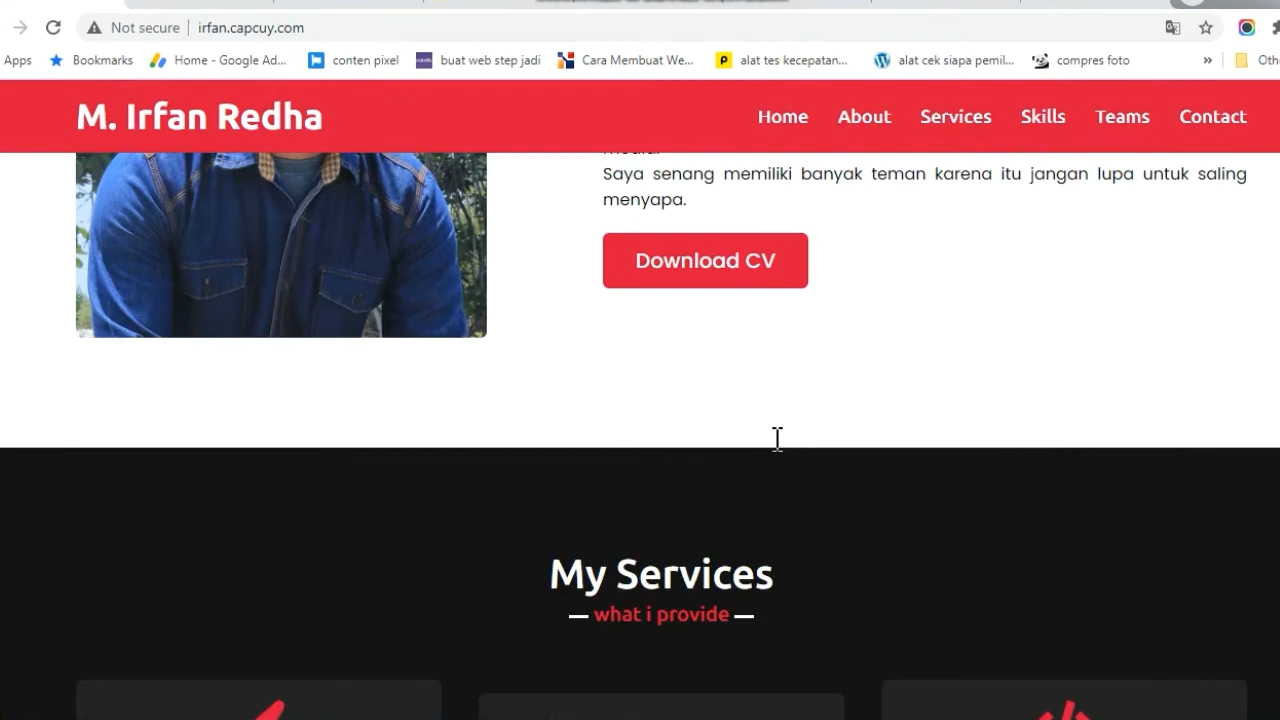 Not secure irfan.capcuy.com
Apps Bookmarks Home - Google Ad... conten pixel buat web step jadi Cara Membuat We... alat tes kecepatan... alat cek siapa pemil... compres foto » Othe
M. Irfan Redha Home About Services Skills Teams Contact
Saya senang memiliki banyak teman karena itu jangan lupa untuk saling
menyapa.
Download CV
My Services
what i provide